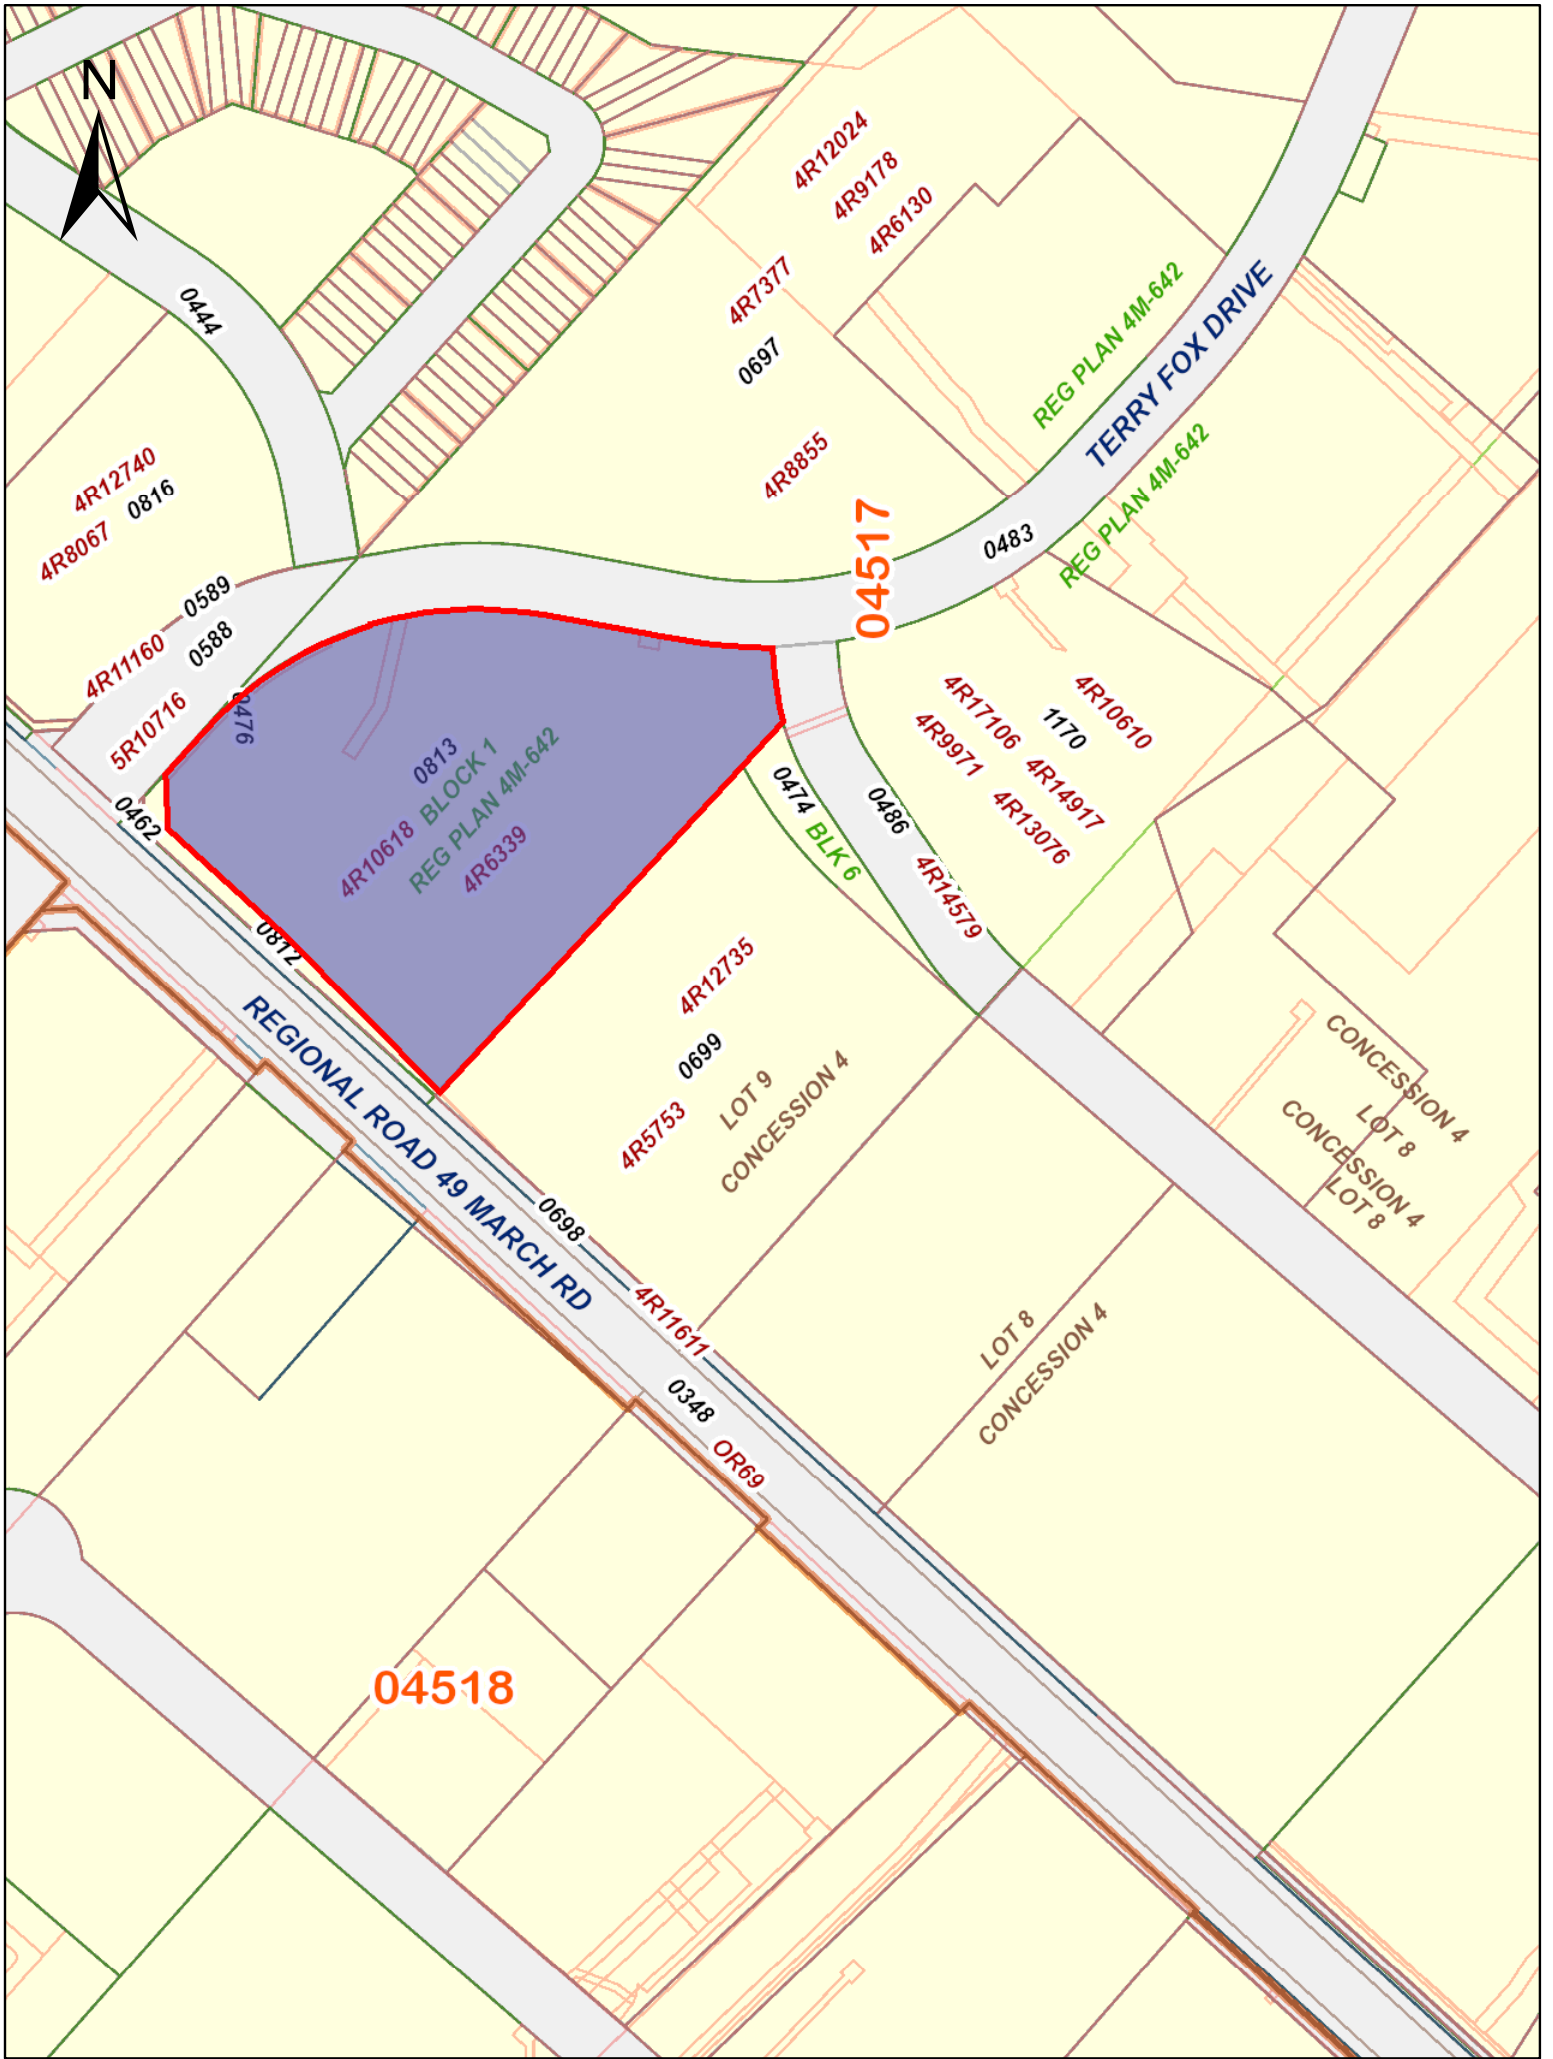 N
4R12024
4R9178
4R6130
4R7377
0697
0444
REG PLAN 4M-642
TERRY FOX DRIVE
REG PLAN 4M-642
4R8855
4R12740
0816
4R8067
04517
0483
0589
0588
4R11160
5R10716
0476
0462
0813
4R10618 BLOCK 1
REG PLAN 4M-642
4R6339
0812
4R17106
4R10610
1170
4R9971
4R14917
4R13076
0474
BLK 6
0486
4R14579
4R12735
0699
4R5753
LOT 9
CONCESSION 4
REGIONAL ROAD 49 MARCH RD
CONCESSION 4
LOT 8
CONCESSION 4
LOT 8
0698
4R11611
LOT 8
CONCESSION 4
0348
OR69
04518